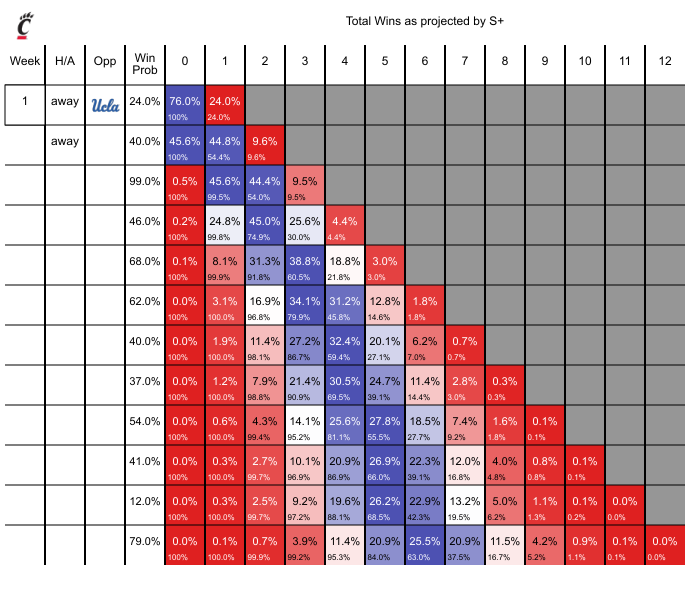 Total Wins as projected by S+
Week H/A Opp Win Prob 0 1 2 3 4 5 6 7 8 9 10 11 12
1 away Ucla 24.0% 76.0% 24.0%
100% 24.0%
away 40.0% 45.6% 44.8% 9.6%
100% 54.4% 9.6%
99.0% 0.5% 45.6% 44.4% 9.5%
100% 99.5% 54.0% 9.5%
46.0% 0.2% 24.8% 45.0% 25.6% 4.4%
100% 99.8% 74.9% 30.0% 4.4%
68.0% 0.1% 8.1% 31.3% 38.8% 18.8% 3.0%
100% 99.9% 91.8% 60.5% 21.8% 3.0%
62.0% 0.0% 3.1% 16.9% 34.1% 31.2% 12.8% 1.8%
100% 100.0% 96.8% 79.9% 45.8% 14.6% 1.8%
40.0% 0.0% 1.9% 11.4% 27.2% 32.4% 20.1% 6.2% 0.7%
100% 100.0% 98.1% 86.7% 59.4% 27.1% 7.0% 0.7%
37.0% 0.0% 1.2% 7.9% 21.4% 30.5% 24.7% 11.4% 2.8% 0.3%
100% 100.0% 98.8% 90.9% 69.5% 39.1% 14.4% 3.0% 0.3%
54.0% 0.0% 0.6% 4.3% 14.1% 25.6% 27.8% 18.5% 7.4% 1.6% 0.1%
100% 100.0% 99.4% 95.2% 81.1% 55.5% 27.7% 9.2% 1.8% 0.1%
41.0% 0.0% 0.3% 2.7% 10.1% 20.9% 26.9% 22.3% 12.0% 4.0% 0.8% 0.1%
100% 100.0% 99.7% 96.9% 86.9% 66.0% 39.1% 16.8% 4.8% 0.8% 0.1%
12.0% 0.0% 0.3% 2.5% 9.2% 19.6% 26.2% 22.9% 13.2% 5.0% 1.1% 0.1% 0.0%
100% 100.0% 99.7% 97.2% 88.1% 68.5% 42.3% 19.5% 6.2% 1.3% 0.2% 0.0%
79.0% 0.0% 0.1% 0.7% 3.9% 11.4% 20.9% 25.5% 20.9% 11.5% 4.2% 0.9% 0.1% 0.0%
100% 100.0% 99.9% 99.2% 95.3% 84.0% 63.0% 37.5% 16.7% 5.2% 1.1% 0.1% 0.0%